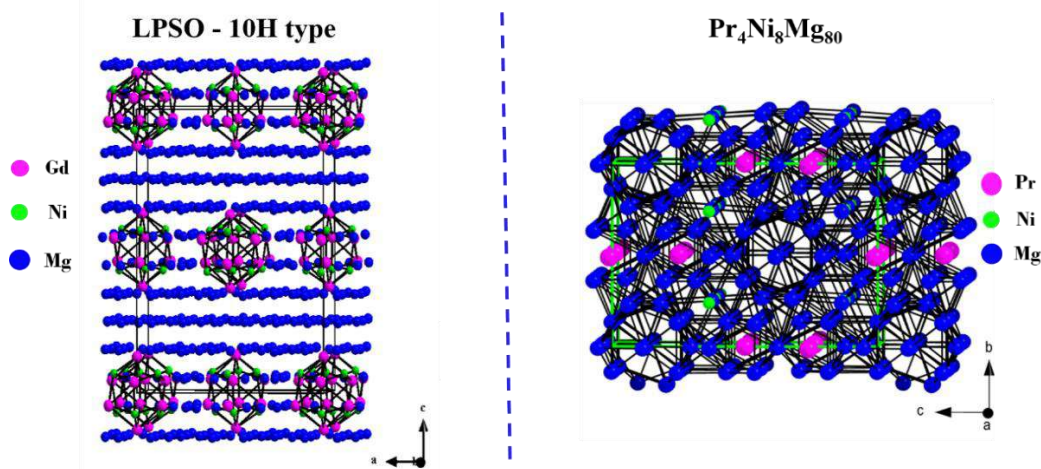 LPSO - 10H type
Gd
Ni
Mg
c
a
Pr₄Ni₈Mg₈₀
Pr
Ni
Mg
b
c
a